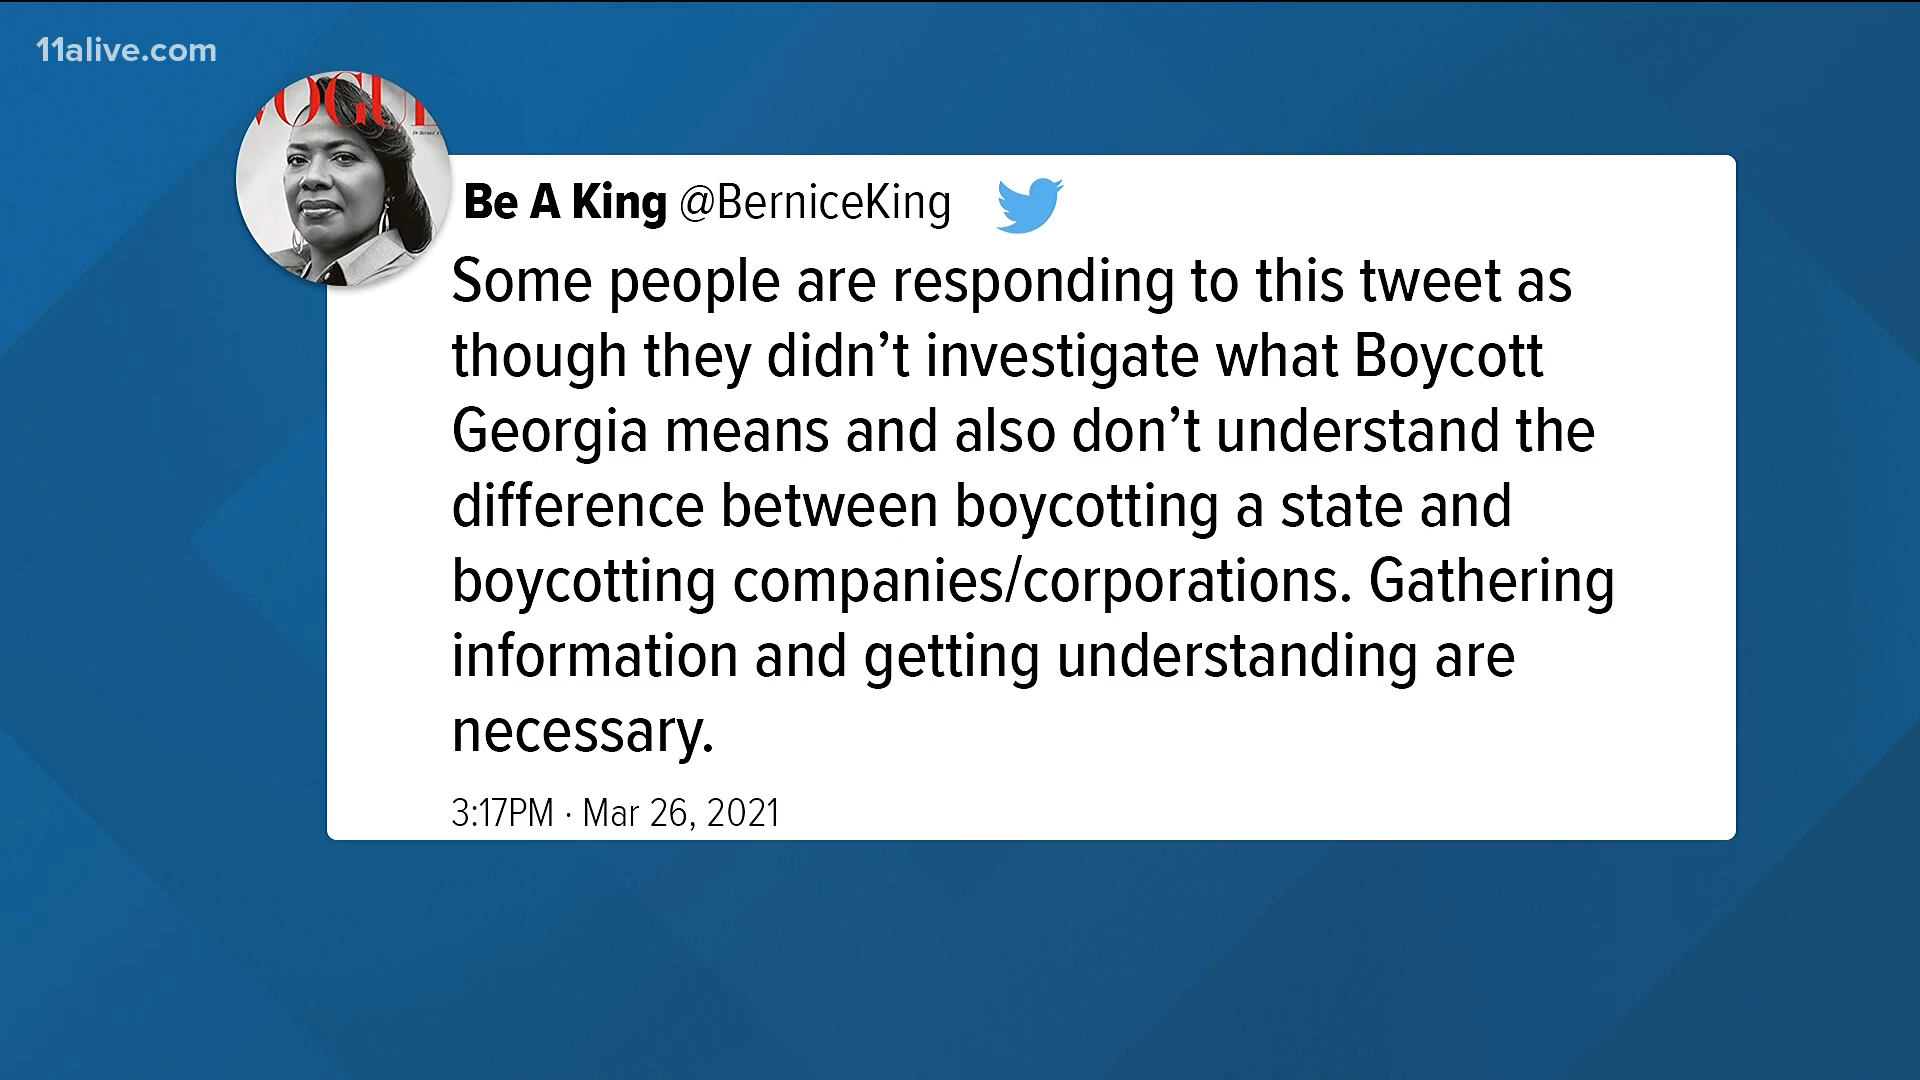 11alive.com
VOGUE
Be A King @BerniceKing
Some people are responding to this tweet as
though they didn’t investigate what Boycott
Georgia means and also don’t understand the
difference between boycotting a state and
boycotting companies/corporations. Gathering
information and getting understanding are
necessary.
3:17PM · Mar 26, 2021